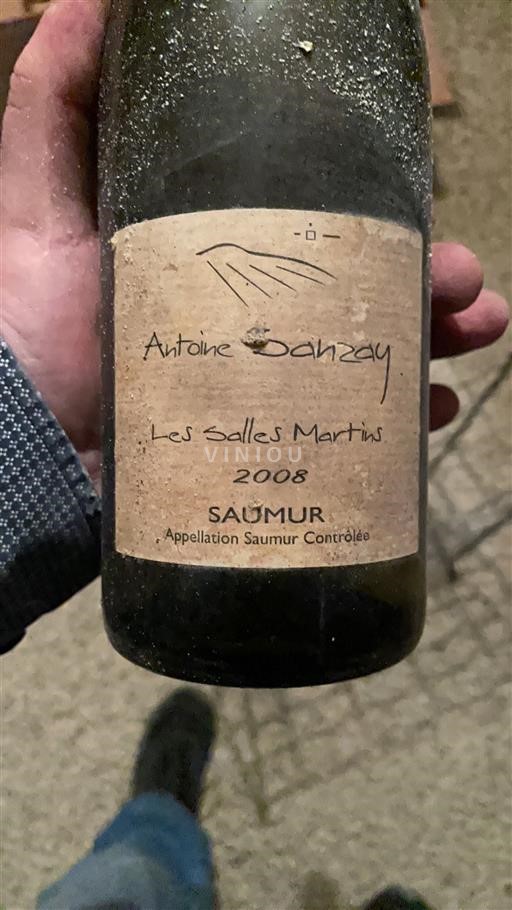 Antoine Sanzay
Les Salles Martins
VINIOU
2008
SAUMUR
Appellation Saumur Contrôlée